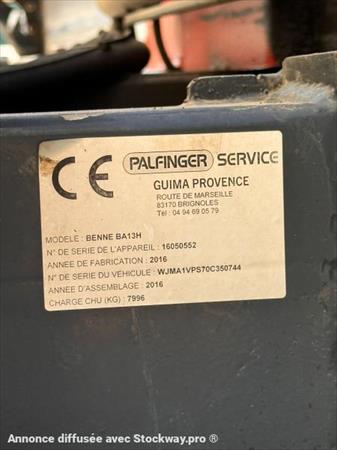 CE PALFINGER SERVICE
GUIMA PROVENCE
ROUTE DE MARSEILLE
83170 BRIGNOLES
Tél : 04 94 69 05 79
MODELE : BENNE BA13H
N° DE SERIE DE L'APPAREIL : 16050552
ANNEE DE FABRICATION : 2016
N° DE SERIE DU VEHICULE : WJMA1VPS70C350744
ANNEE D'ASSEMBLAGE : 2016
CHARGE CHU (KG) : 7996
Annonce diffusée avec Stockway.pro ®